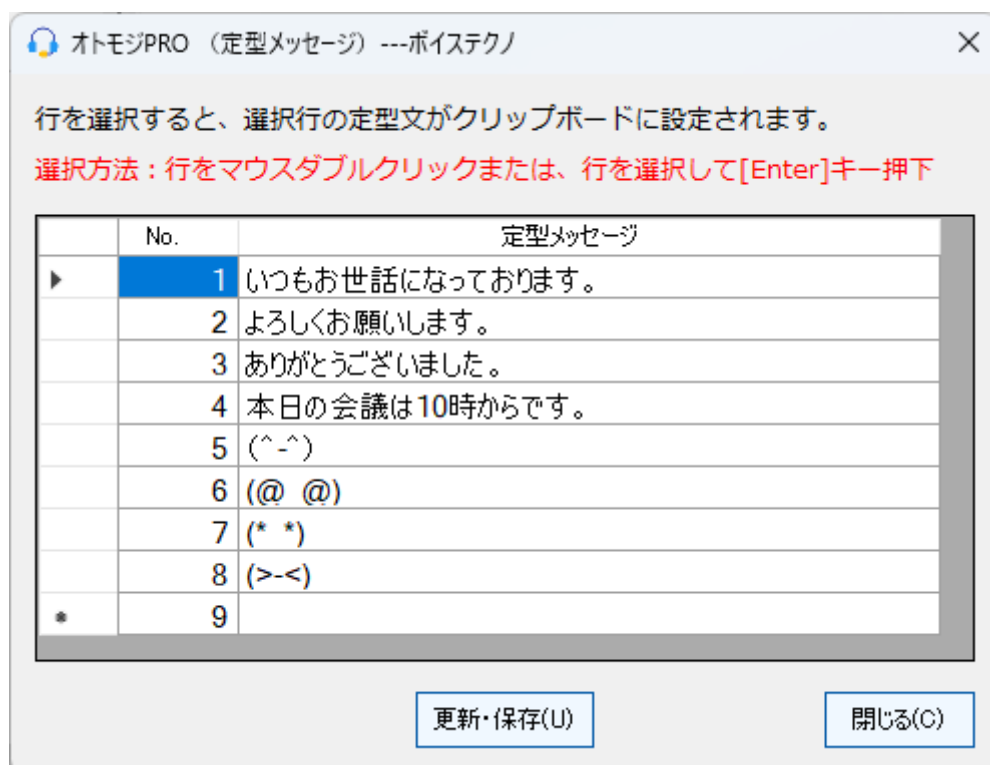 オトモジPRO （定型メッセージ）---ボイステクノ
行を選択すると、選択行の定型文がクリップボードに設定されます。
選択方法：行をマウスダブルクリックまたは、行を選択して[Enter]キー押下
No. 定型メッセージ
1 いつもお世話になっております。
2 よろしくお願いします。
3 ありがとうございました。
4 本日の会議は10時からです。
5 (^-^)
6 (@ @)
7 (* *)
8 (>-<)
9
更新・保存(U) 閉じる(C)